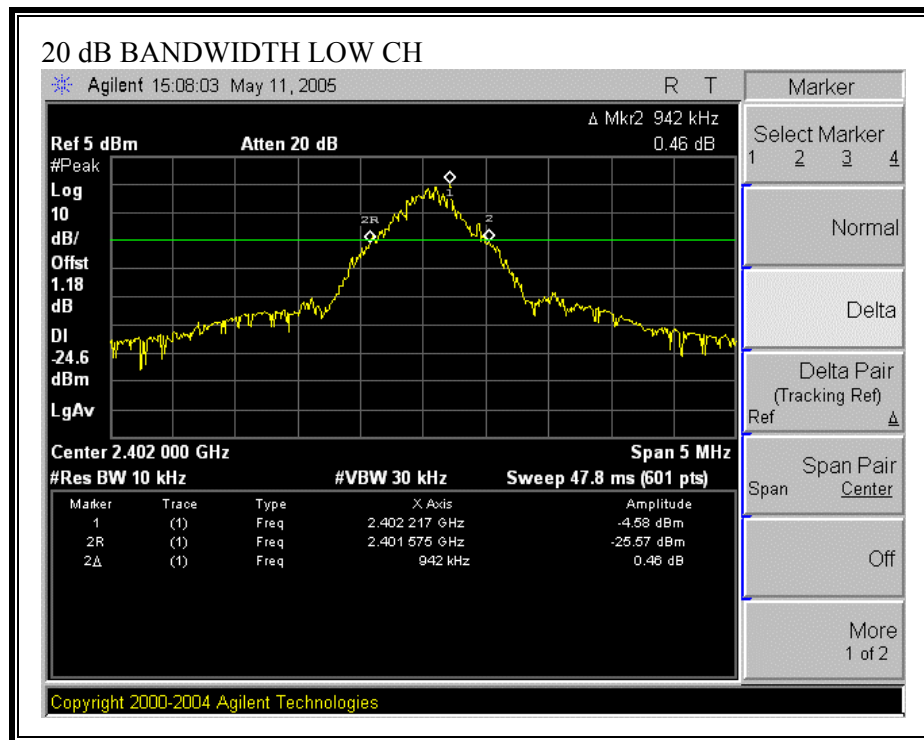 20 dB BANDWIDTH LOW CH
Agilent 15:08:03 May 11, 2005 R T
Δ Mkr2 942 kHz
Ref 5 dBm Atten 20 dB 0.46 dB
#Peak
Log
10
dB/
Offst
1.18
dB
DI
-24.6
dBm
LgAv
2R
1
2
Center 2.402 000 GHz Span 5 MHz
#Res BW 10 kHz #VBW 30 kHz Sweep 47.8 ms (601 pts)
Marker Trace Type X Axis Amplitude
1 (1) Freq 2.402 217 GHz -4.58 dBm
2R (1) Freq 2.401 575 GHz -25.57 dBm
2Δ (1) Freq 942 kHz 0.46 dB
Marker
Select Marker
1 2 3 4
Normal
Delta
Delta Pair
(Tracking Ref)
Ref Δ
Span Pair
Span Center
Off
More
1 of 2
Copyright 2000-2004 Agilent Technologies